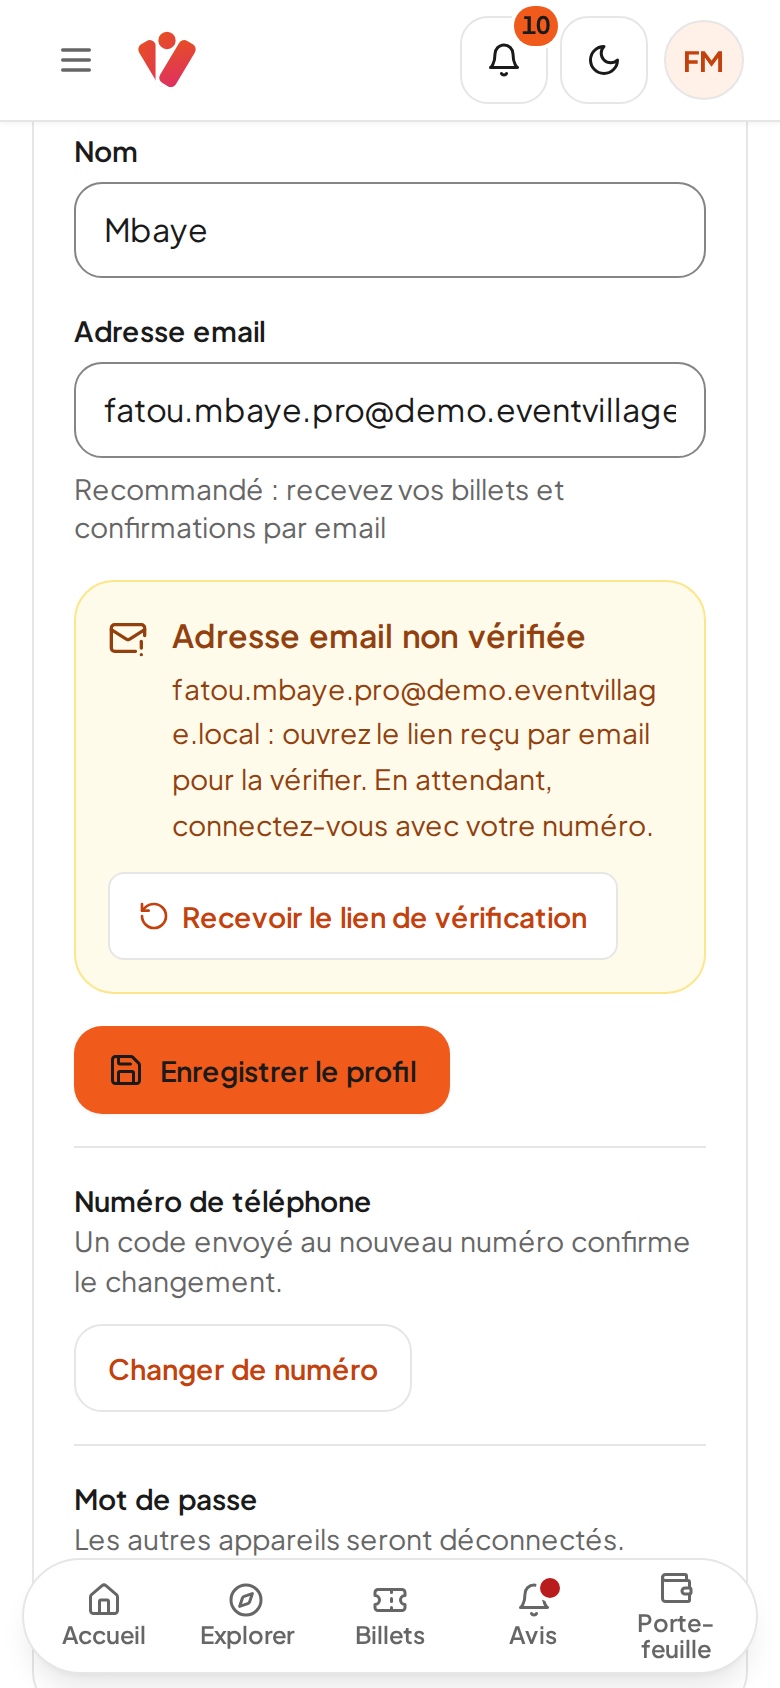 10
FM
Nom
Mbaye
Adresse email
fatou.mbaye.pro@demo.eventvillage
Recommandé : recevez vos billets et
confirmations par email
Adresse email non vérifiée
fatou.mbaye.pro@demo.eventvillag
e.local : ouvrez le lien reçu par email
pour la vérifier. En attendant,
connectez-vous avec votre numéro.
Recevoir le lien de vérification
Enregistrer le profil
Numéro de téléphone
Un code envoyé au nouveau numéro confirme
le changement.
Changer de numéro
Mot de passe
Les autres appareils seront déconnectés.
Accueil
Explorer
Billets
Avis
Porte-
feuille